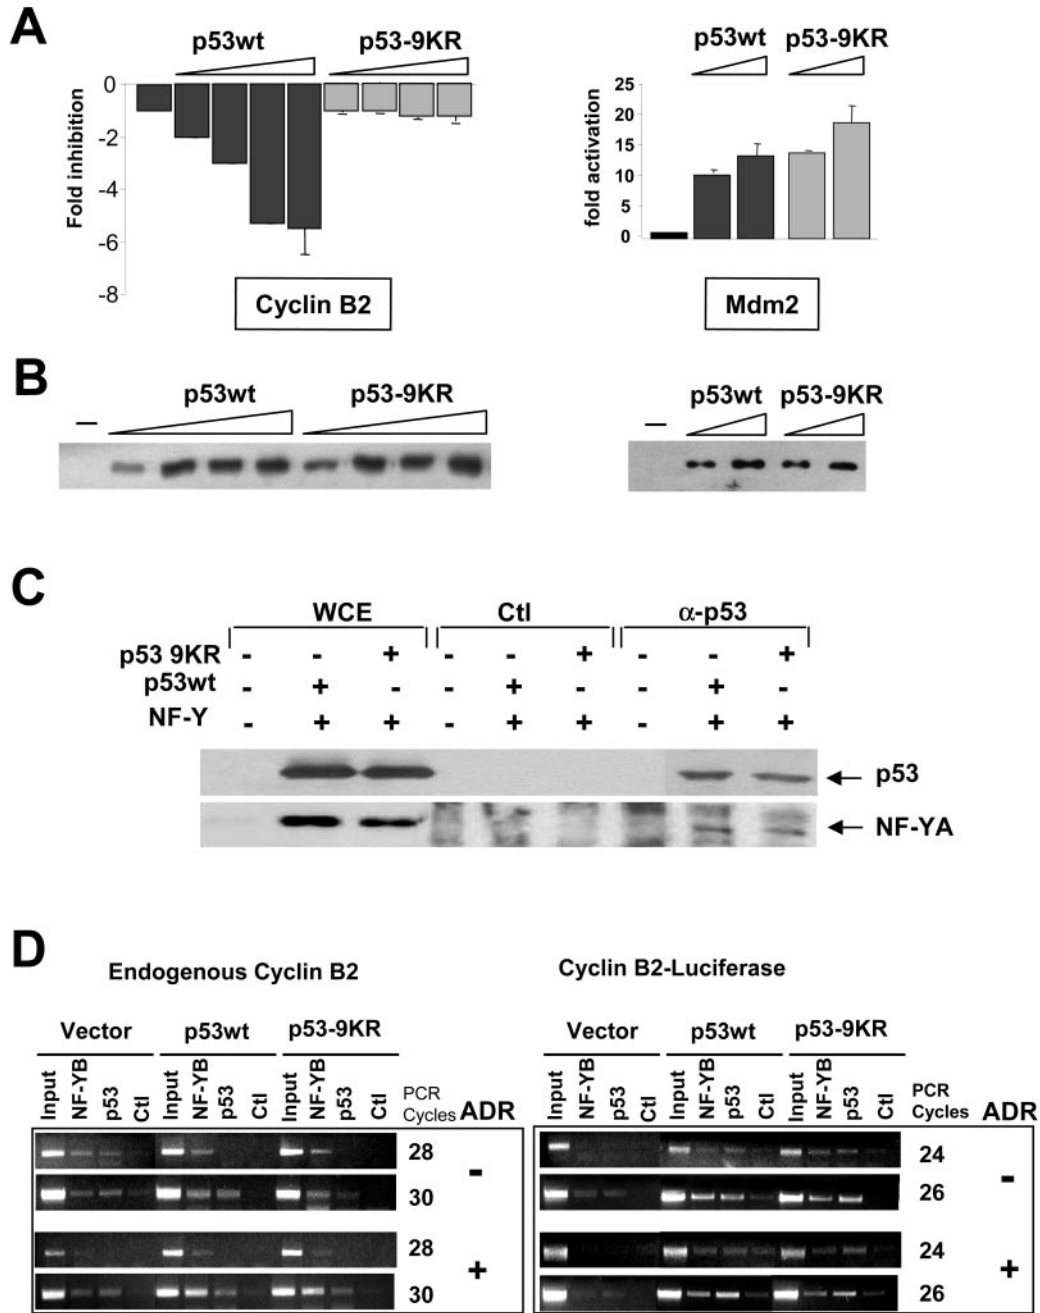 A
p53wt p53-9KR
p53wt p53-9KR
0
-2
-4
-6
-8
Fold inhibition
Cyclin B2
25
20
15
10
5
0
fold activation
Mdm2
B
– p53wt p53-9KR
– p53wt p53-9KR
C
WCE Ctl α-p53
p53 9KR - - + - - + - - +
p53wt - + - - + - - + -
NF-Y - + + - + + - + +
p53
NF-YA
D
Endogenous Cyclin B2
Vector p53wt p53-9KR
Input NF-YB p53 Ctl Input NF-YB p53 Ctl Input NF-YB p53 Ctl PCR Cycles ADR
28
30 -
28
30 +
Cyclin B2-Luciferase
Vector p53wt p53-9KR
Input NF-YB p53 Ctl Input NF-YB p53 Ctl Input NF-YB p53 Ctl PCR Cycles ADR
24
26 -
24
26 +